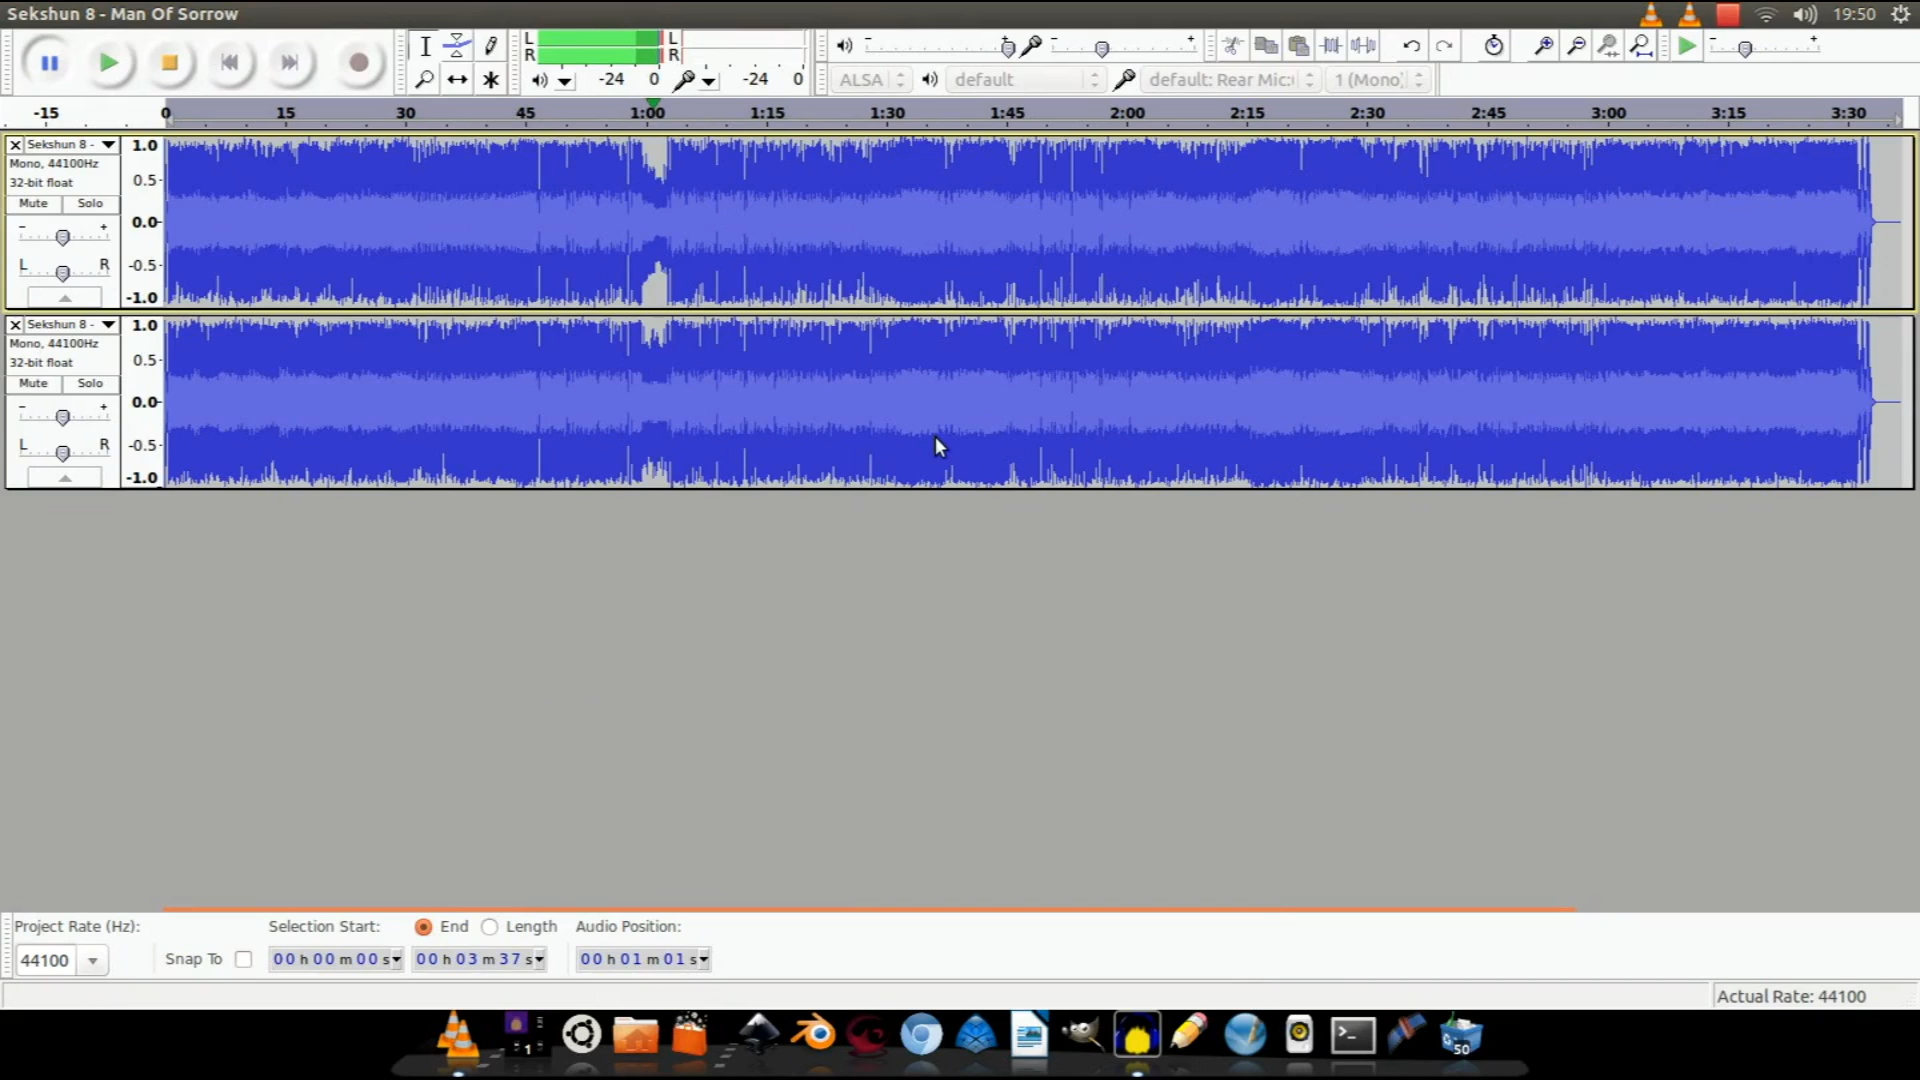 Sekshun 8 - Man Of Sorrow
19:50
L
R
L
R
-24 0
-24 0
ALSA
default
default: Rear Mic:
1 (Mono)
-15 0 15 30 45 1:00 1:15 1:30 1:45 2:00 2:15 2:30 2:45 3:00 3:15 3:30
Sekshun 8 -
Mono, 44100Hz
32-bit float
Mute Solo
- +
L R
1.0
0.5
0.0
-0.5
-1.0
Sekshun 8 -
Mono, 44100Hz
32-bit float
Mute Solo
- +
L R
1.0
0.5
0.0
-0.5
-1.0
Project Rate (Hz):
44100
Snap To
Selection Start:
00 h 00 m 00 s
End
Length
00 h 03 m 37 s
Audio Position:
00 h 01 m 01 s
Actual Rate: 44100
1
50